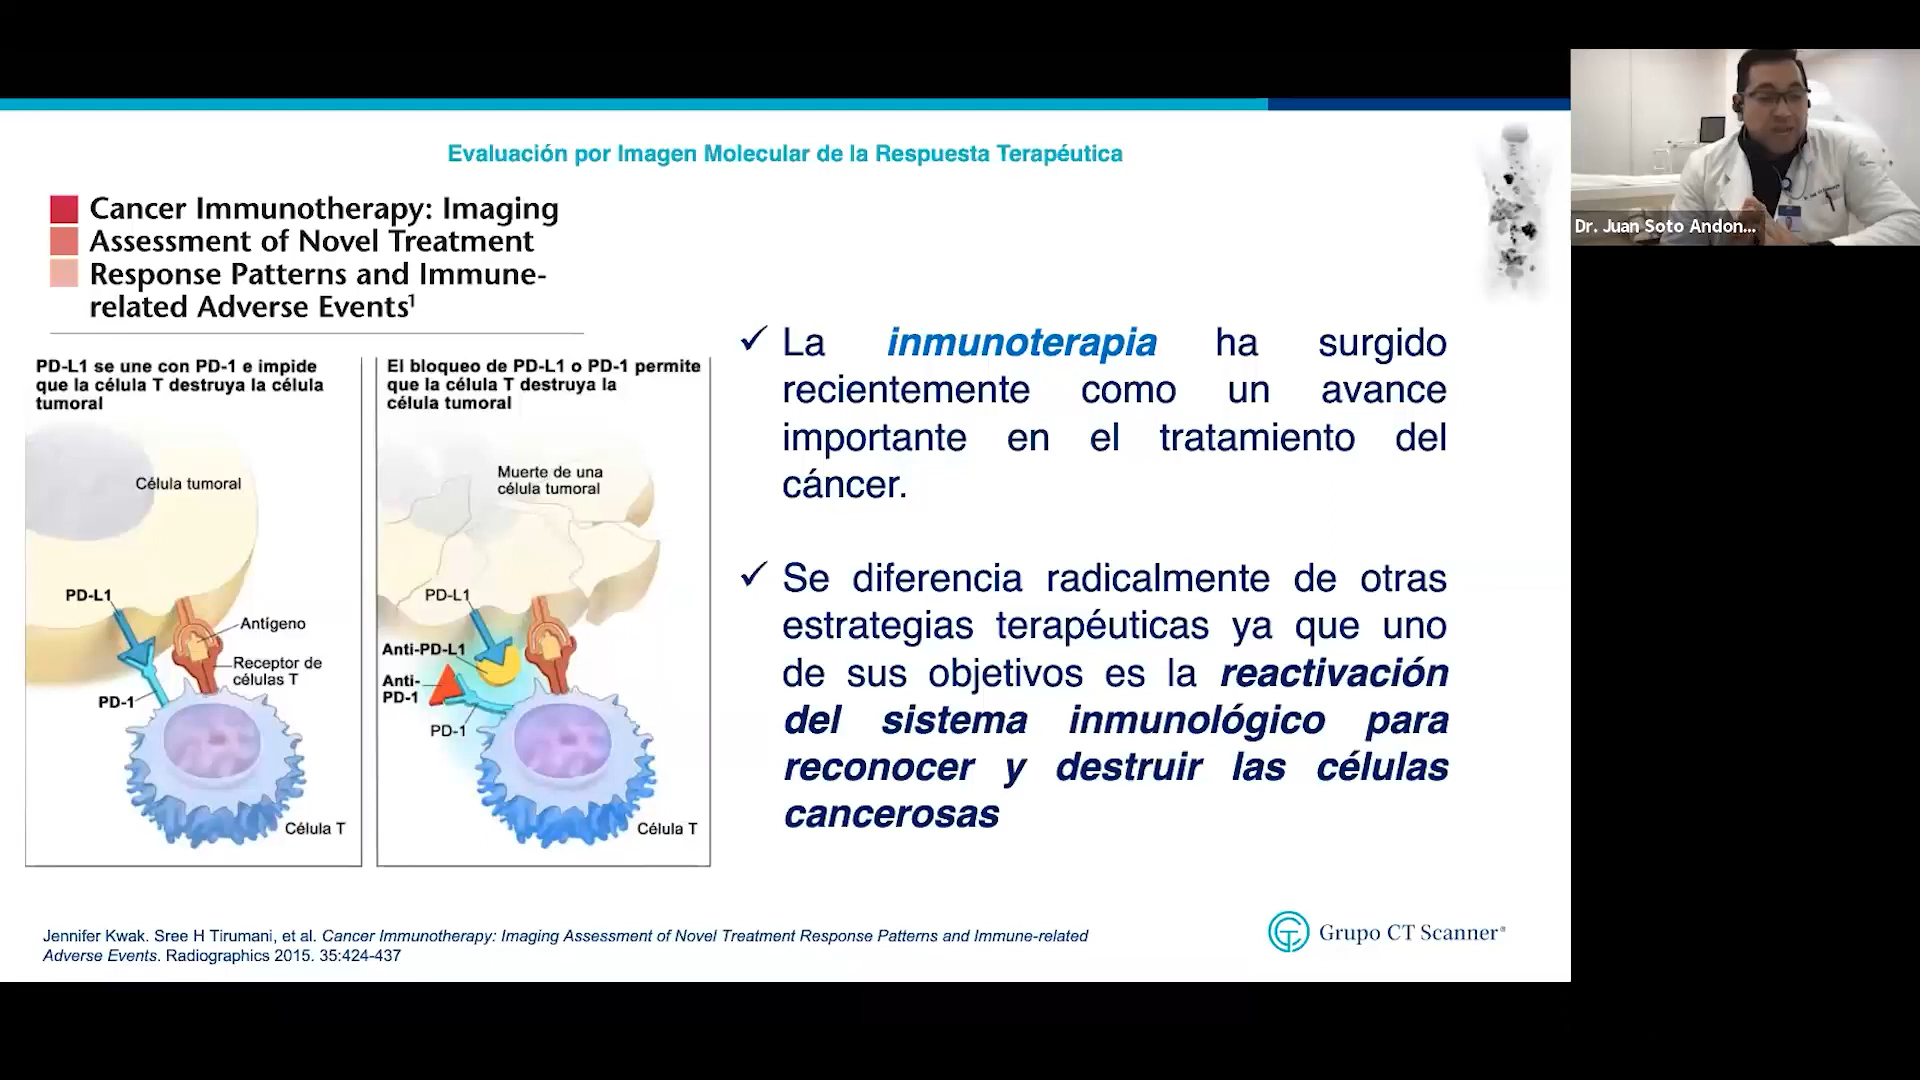 Evaluación por Imagen Molecular de la Respuesta Terapéutica
Cancer Immunotherapy: Imaging
Assessment of Novel Treatment
Response Patterns and Immune-
related Adverse Events¹
PD-L1 se une con PD-1 e impide
que la célula T destruya la célula
tumoral
Célula tumoral
PD-L1
Antígeno
Receptor de
células T
PD-1
Célula T
El bloqueo de PD-L1 o PD-1 permite
que la célula T destruya la
célula tumoral
Muerte de una
célula tumoral
PD-L1
Anti-PD-L1
Anti-
PD-1
PD-1
Célula T
✓ La inmunoterapia ha surgido
recientemente como un avance
importante en el tratamiento del
cáncer.
✓ Se diferencia radicalmente de otras
estrategias terapéuticas ya que uno
de sus objetivos es la reactivación
del sistema inmunológico para
reconocer y destruir las células
cancerosas
Jennifer Kwak. Sree H Tirumani, et al. Cancer Immunotherapy: Imaging Assessment of Novel Treatment Response Patterns and Immune-related
Adverse Events. Radiographics 2015. 35:424-437
Grupo CT Scanner®
Dr. Juan Soto Andon...